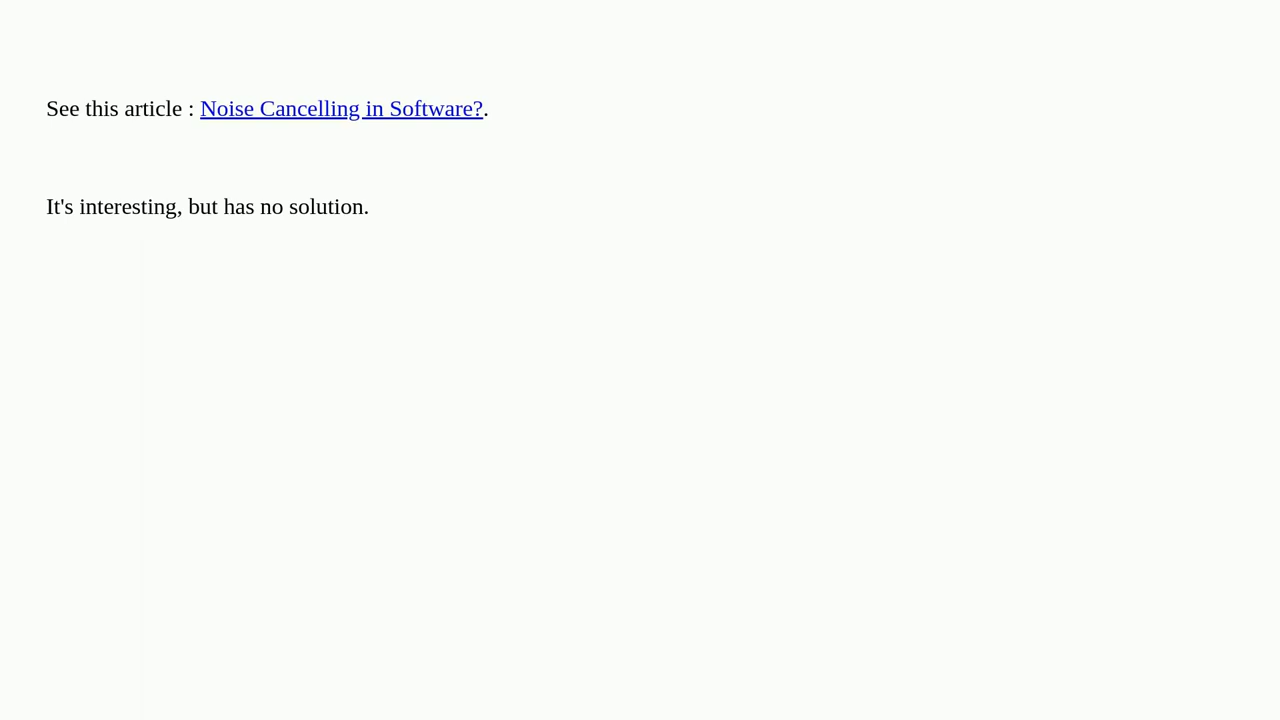 See this article : Noise Cancelling in Software?.
It's interesting, but has no solution.